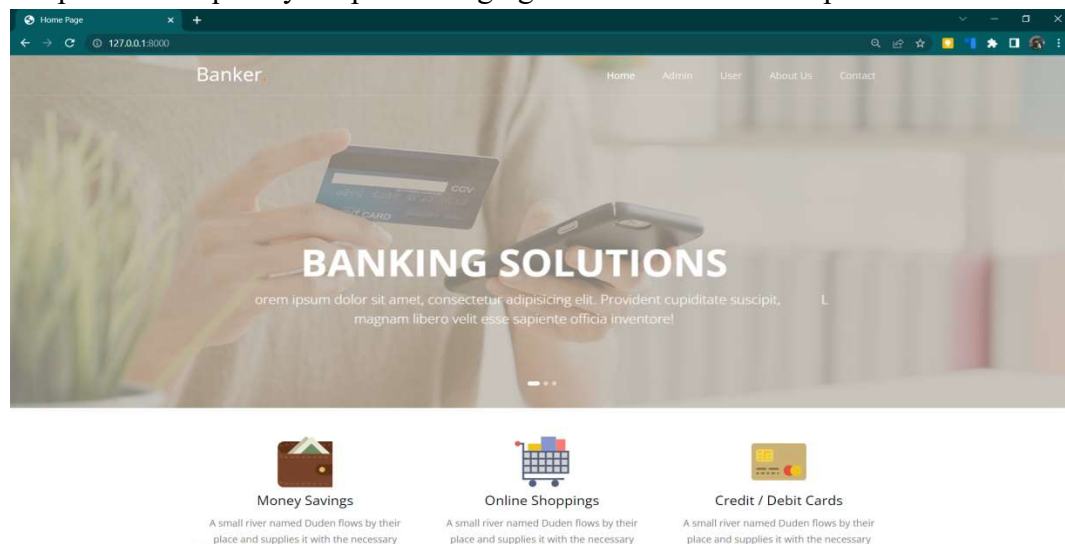 Home Page
127.0.0.1:8000
Banker.
Home Admin User About Us Contact
CCV
CARD
BANKING SOLUTIONS
orem ipsum dolor sit amet, consectetur adipisicing elit. Provident cupiditate suscipit, L
magnam libero velit esse sapiente officia inventore!
Money Savings Online Shoppings Credit / Debit Cards
A small river named Duden flows by their A small river named Duden flows by their A small river named Duden flows by their
place and supplies it with the necessary place and supplies it with the necessary place and supplies it with the necessary